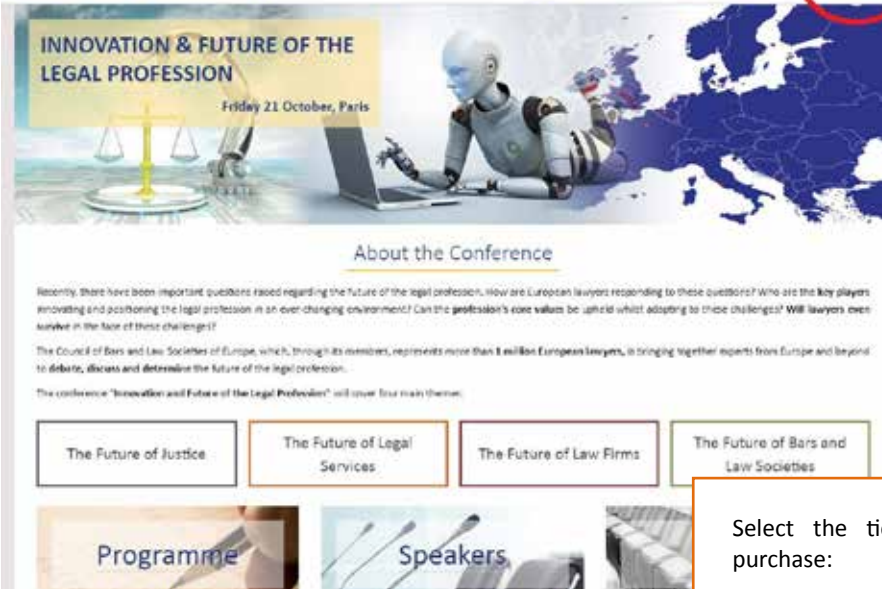 INNOVATION & FUTURE OF THE
LEGAL PROFESSION
Friday 21 October, Paris
About the Conference
Recently, there have been important questions raised regarding the future of the legal profession. How are European lawyers responding to these questions? Who are the key players
innovating and positioning the legal profession in an ever-changing environment? Can the profession's core values be upheld whilst adapting to these challenges? Will lawyers even
survive in the face of these challenges?
The Council of Bars and Law Societies of Europe, which, through its members, represents more than 1 million European lawyers, is bringing together experts from Europe and beyond
to debate, discuss and determine the future of the legal profession.
The conference "Innovation and Future of the Legal Profession" will cover four main themes:
The Future of Justice
The Future of Legal
Services
The Future of Law Firms
The Future of Bars and
Law Societies
Programme
Speakers
Select the
purchase: